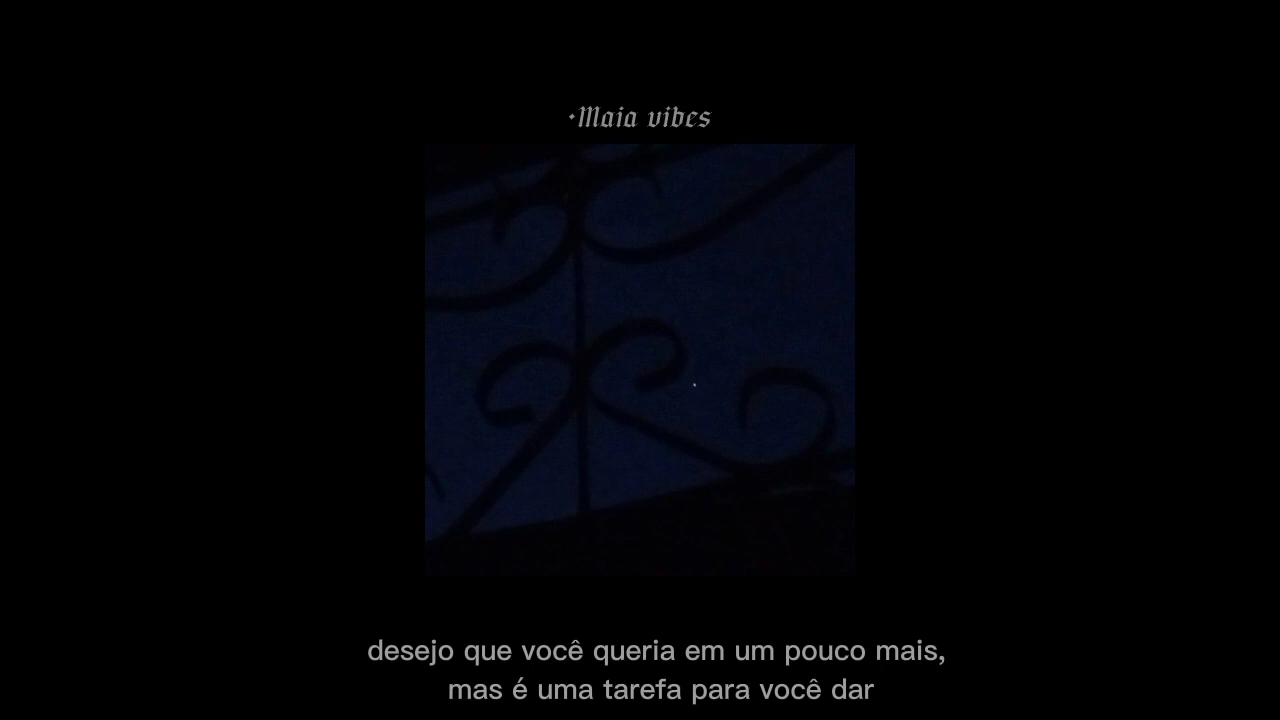 ·Maia vibes
desejo que você queria em um pouco mais,
mas é uma tarefa para você dar